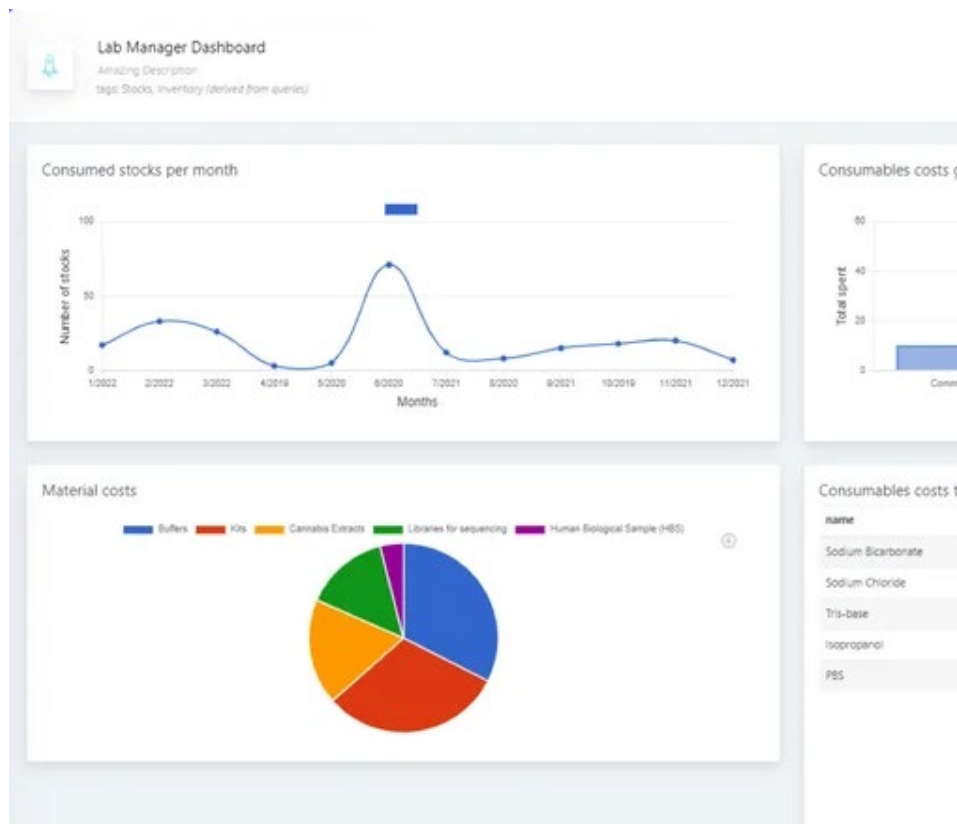 Lab Manager Dashboard
Amazing Description
tags: Stocks, Inventory (derived from queries)
Consumed stocks per month
100
50
0
Number of stocks
1/2022 2/2022 3/2022 4/2019 5/2020 6/2020 7/2021 8/2020 9/2021 10/2019 11/2021 12/2021
Months
Consumables costs g
60
40
20
0
Total spent
Comm
Material costs
Buffers Kits Cannabis Extracts Libraries for sequencing Human Biological Sample (HBS)
Consumables costs t
name
Sodium Bicarbonate
Sodium Chloride
Tris-base
Isopropanol
PBS